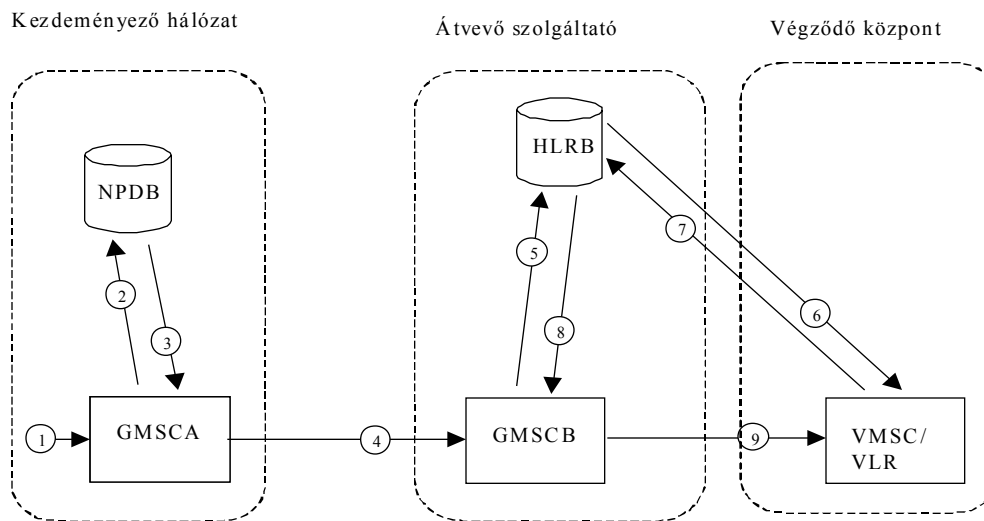 Kezdeményező hálózat
Átvevő szolgáltató
Végződő központ
NPDB
HLRB
2
3
5
8
7
6
1
GMSCA
4
GMSCB
9
VMSC/
VLR